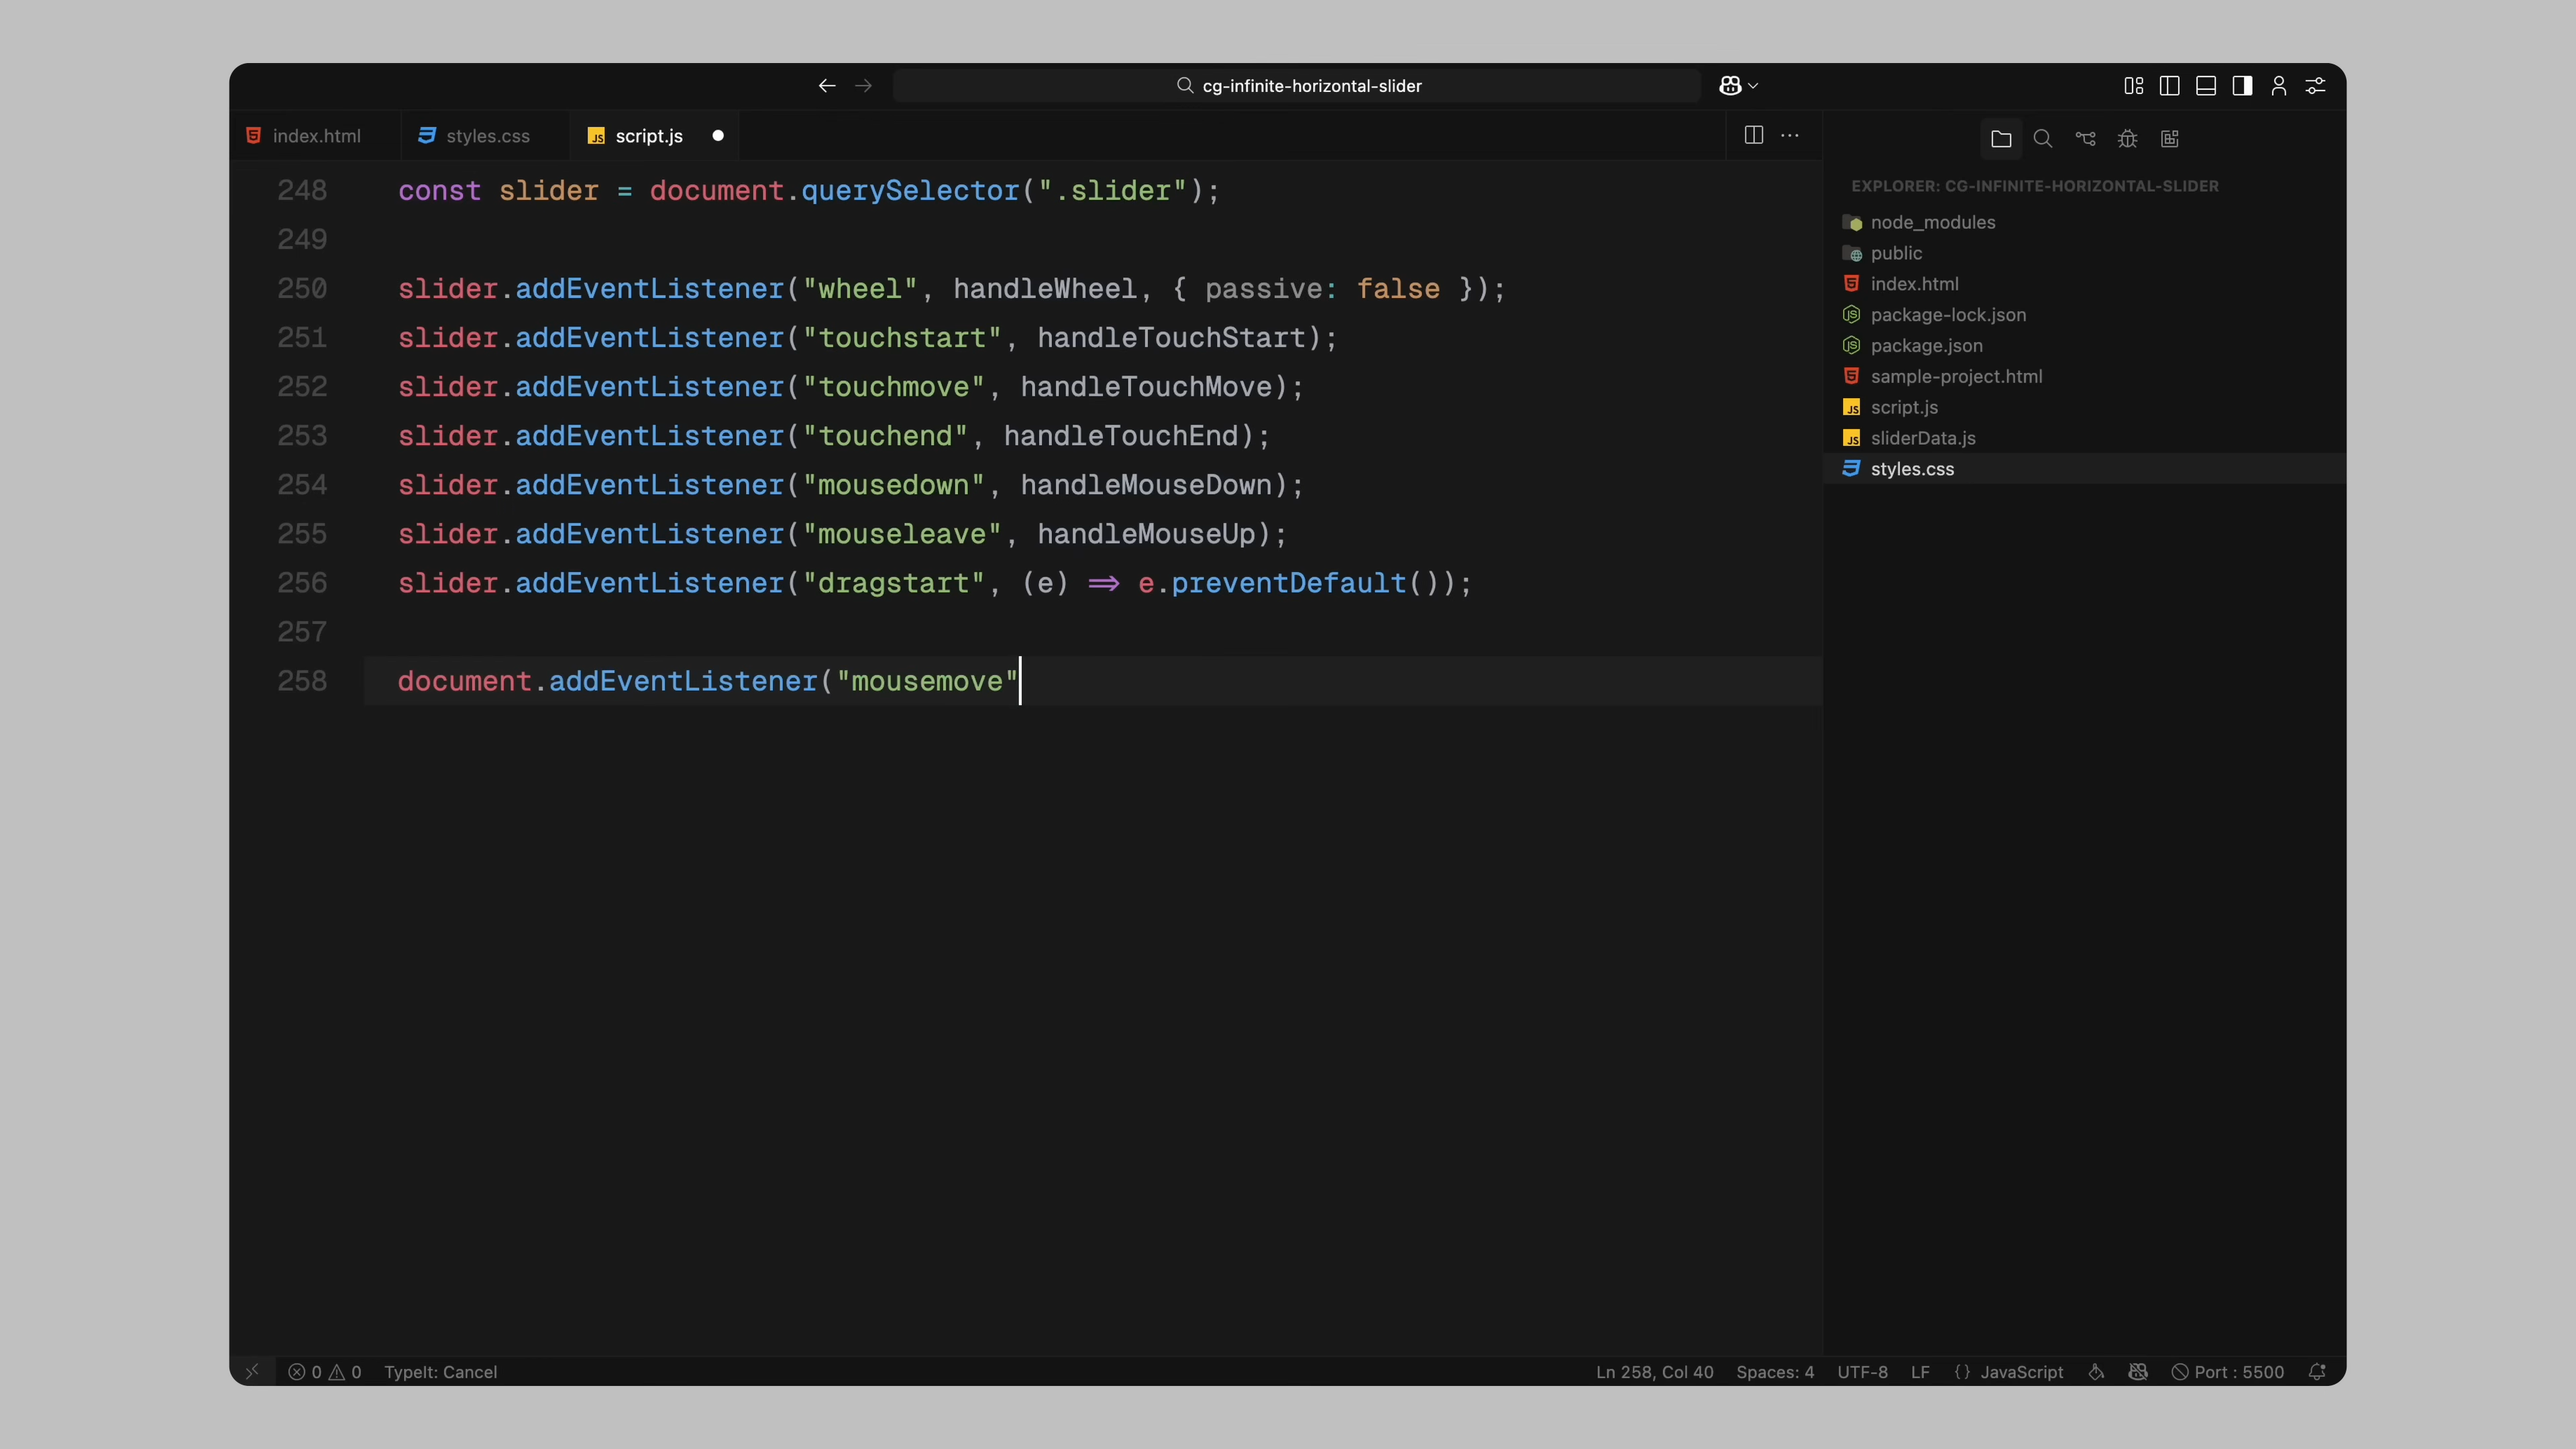 cg-infinite-horizontal-slider
index.html
styles.css
script.js
248 const slider = document.querySelector(".slider");
249
250 slider.addEventListener("wheel", handleWheel, { passive: false });
251 slider.addEventListener("touchstart", handleTouchStart);
252 slider.addEventListener("touchmove", handleTouchMove);
253 slider.addEventListener("touchend", handleTouchEnd);
254 slider.addEventListener("mousedown", handleMouseDown);
255 slider.addEventListener("mouseleave", handleMouseUp);
256 slider.addEventListener("dragstart", (e) => e.preventDefault());
257
258 document.addEventListener("mousemove"
EXPLORER: CG-INFINITE-HORIZONTAL-SLIDER
node_modules
public
index.html
package-lock.json
package.json
sample-project.html
script.js
sliderData.js
styles.css
0 0 TypeIt: Cancel
Ln 258, Col 40 Spaces: 4 UTF-8 LF {} JavaScript Port : 5500